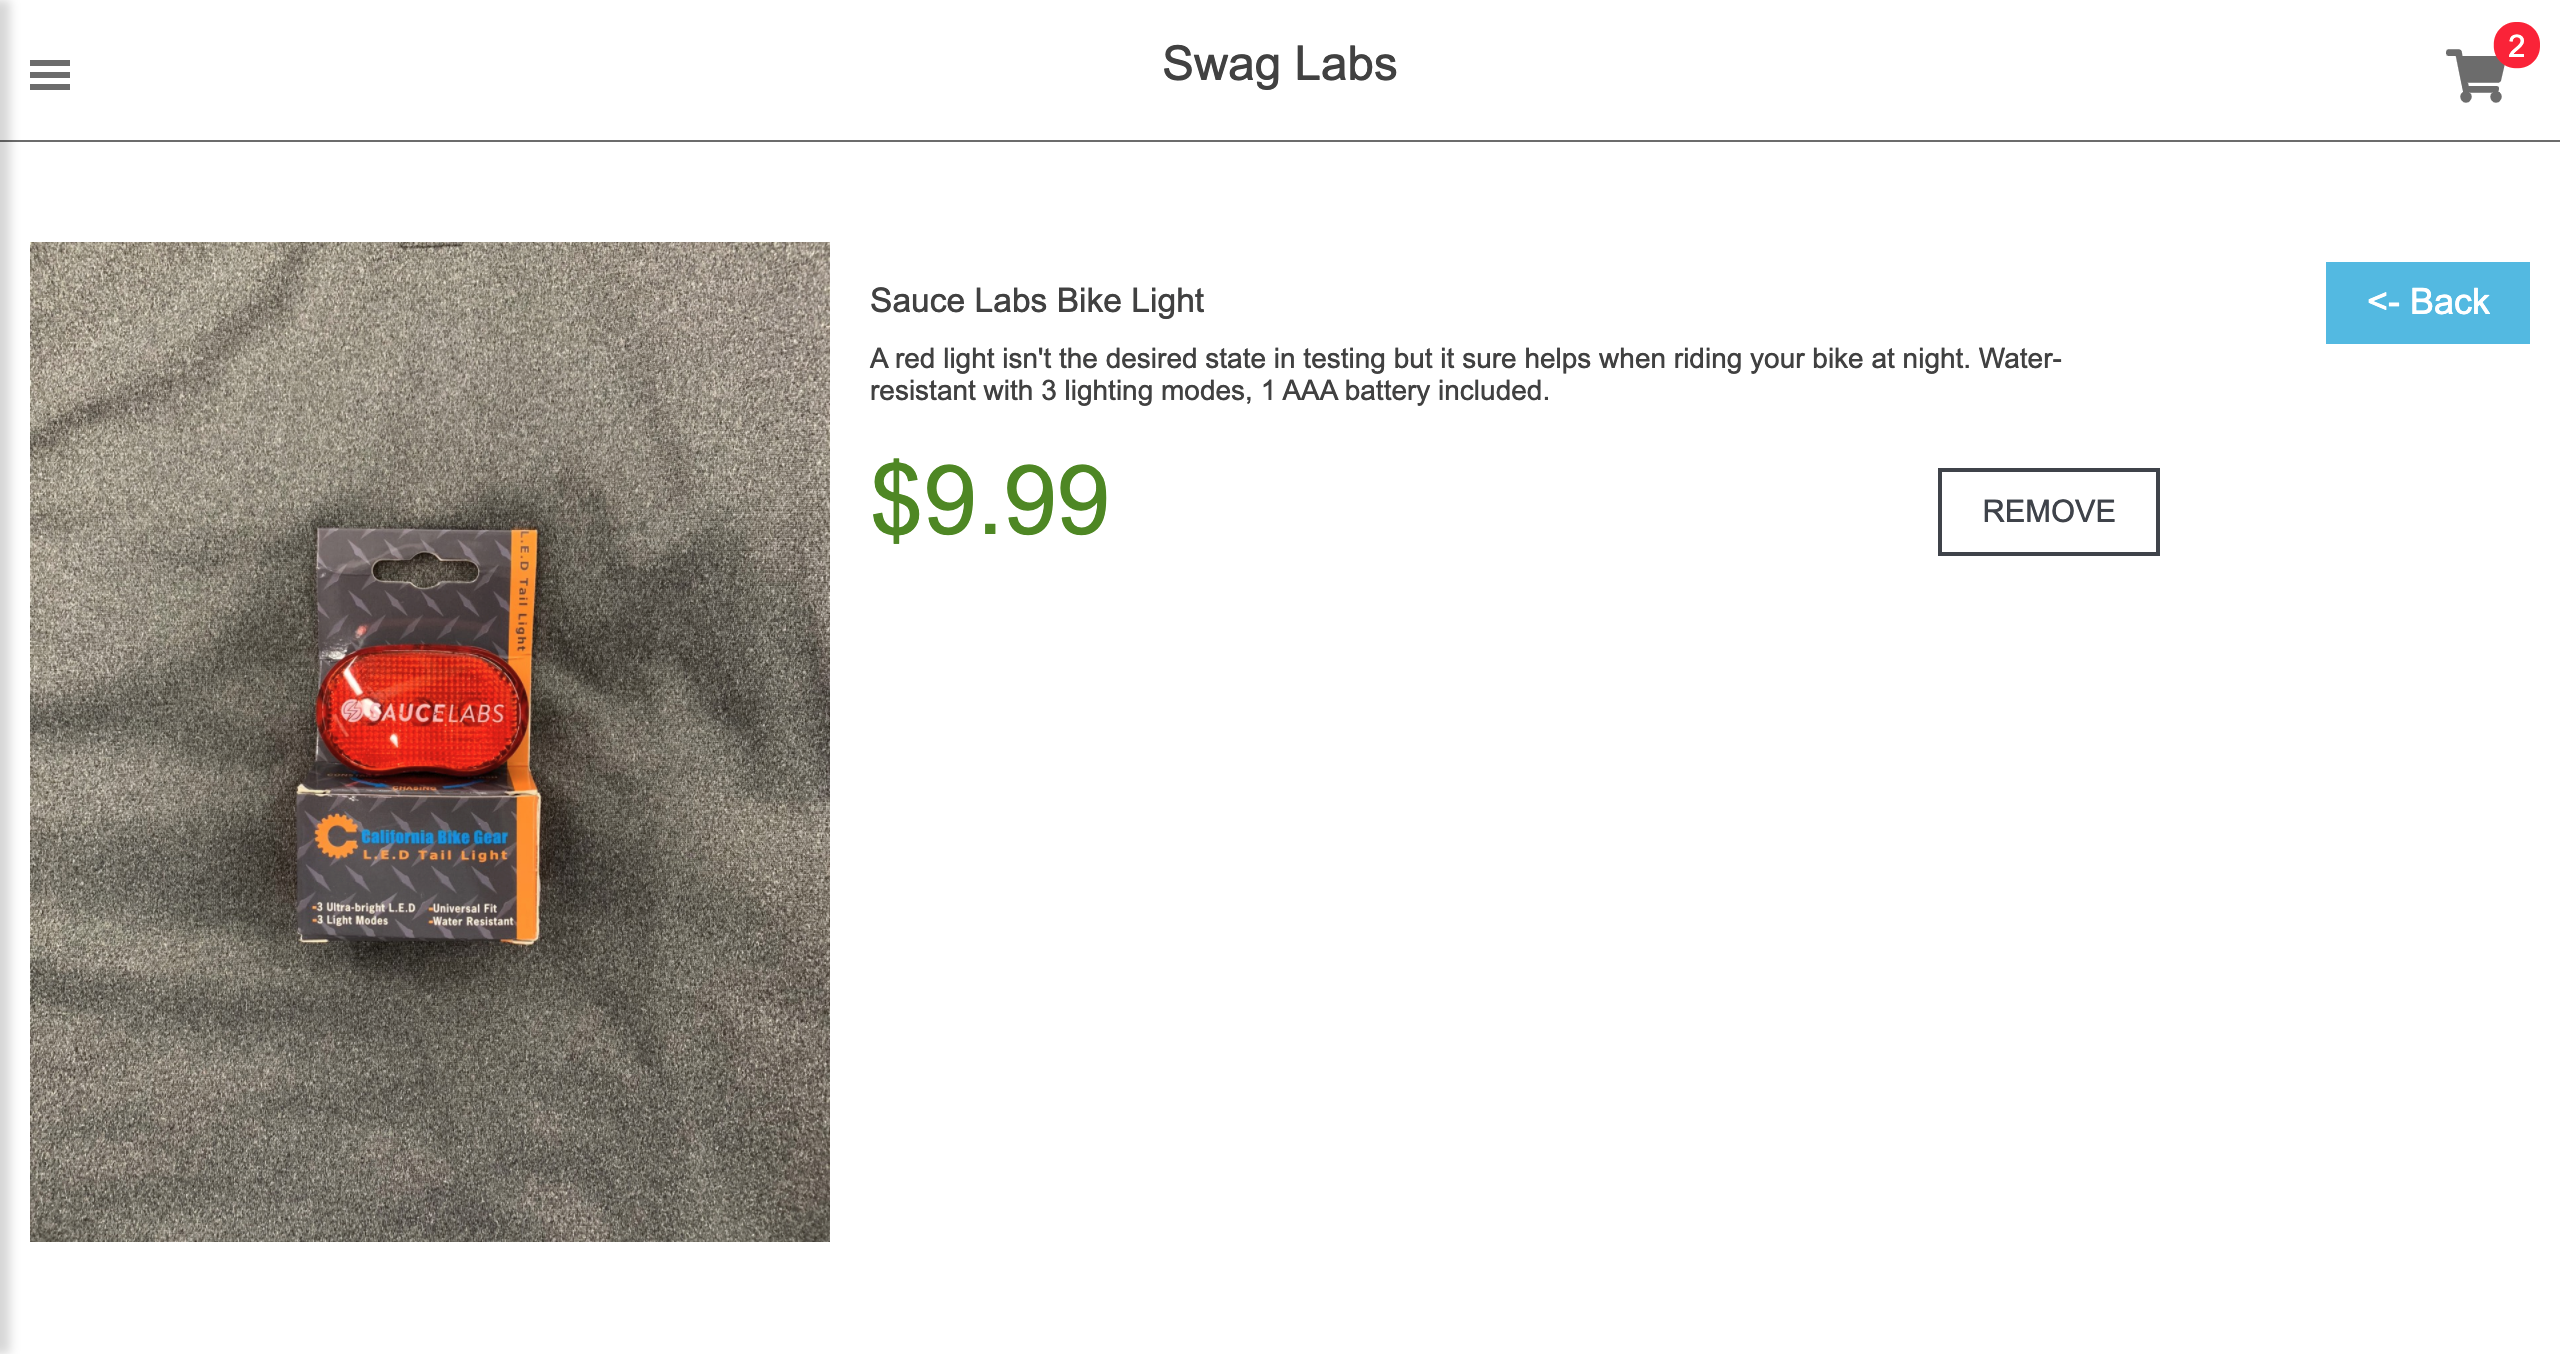 Swag Labs
2
Sauce Labs Bike Light
<- Back
A red light isn't the desired state in testing but it sure helps when riding your bike at night. Water-
resistant with 3 lighting modes, 1 AAA battery included.
$9.99
REMOVE
L.E.D Tail Light
SAUCELABS
CHASING
California Bike Gear
L.E.D Tail Light
-3 Ultra-bright L.E.D -Universal Fit
-3 Light Modes -Water Resistant